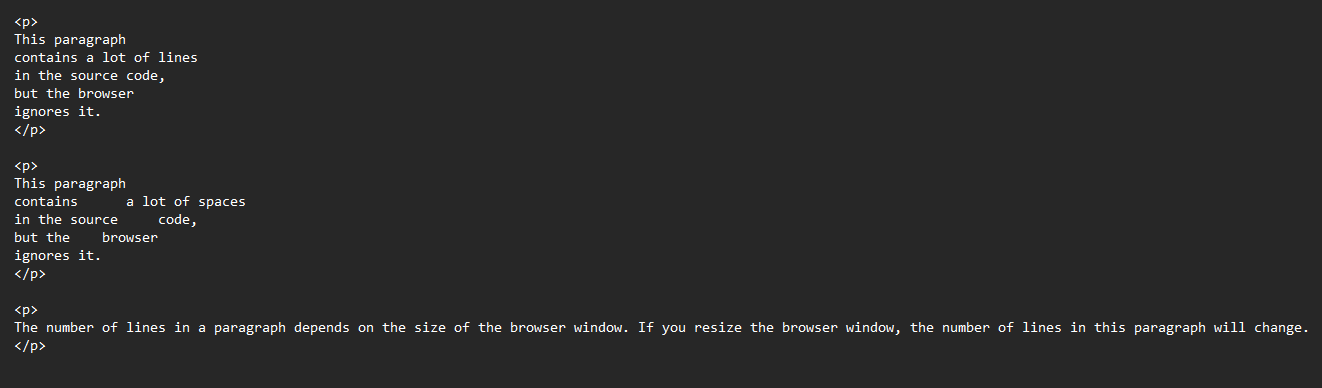 <p>
This paragraph
contains a lot of lines
in the source code,
but the browser
ignores it.
</p>

<p>
This paragraph
contains      a lot of spaces
in the source     code,
but the    browser
ignores it.
</p>

<p>
The number of lines in a paragraph depends on the size of the browser window. If you resize the browser window, the number of lines in this paragraph will change.
</p>